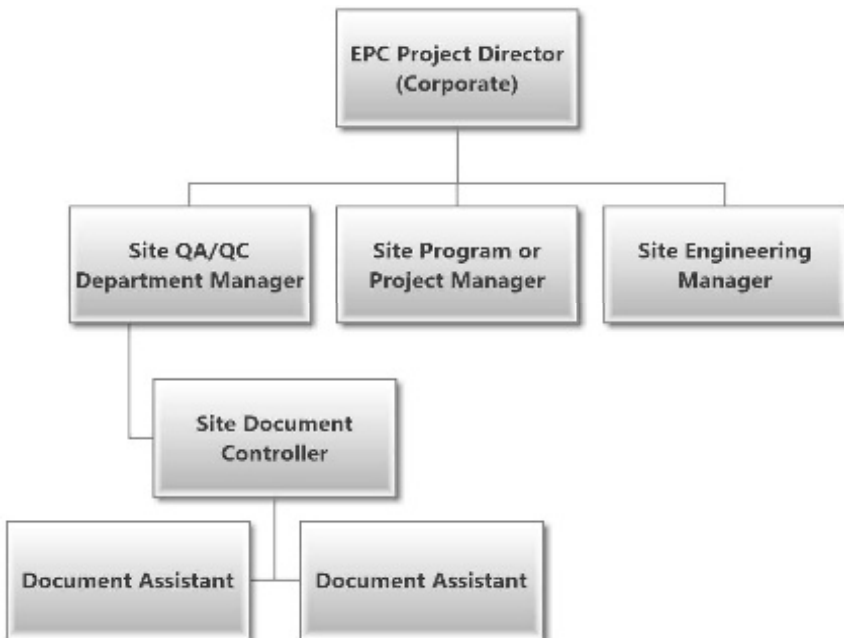 EPC Project Director
(Corporate)
Site QA/QC
Department Manager
Site Program or
Project Manager
Site Engineering
Manager
Site Document
Controller
Document Assistant
Document Assistant